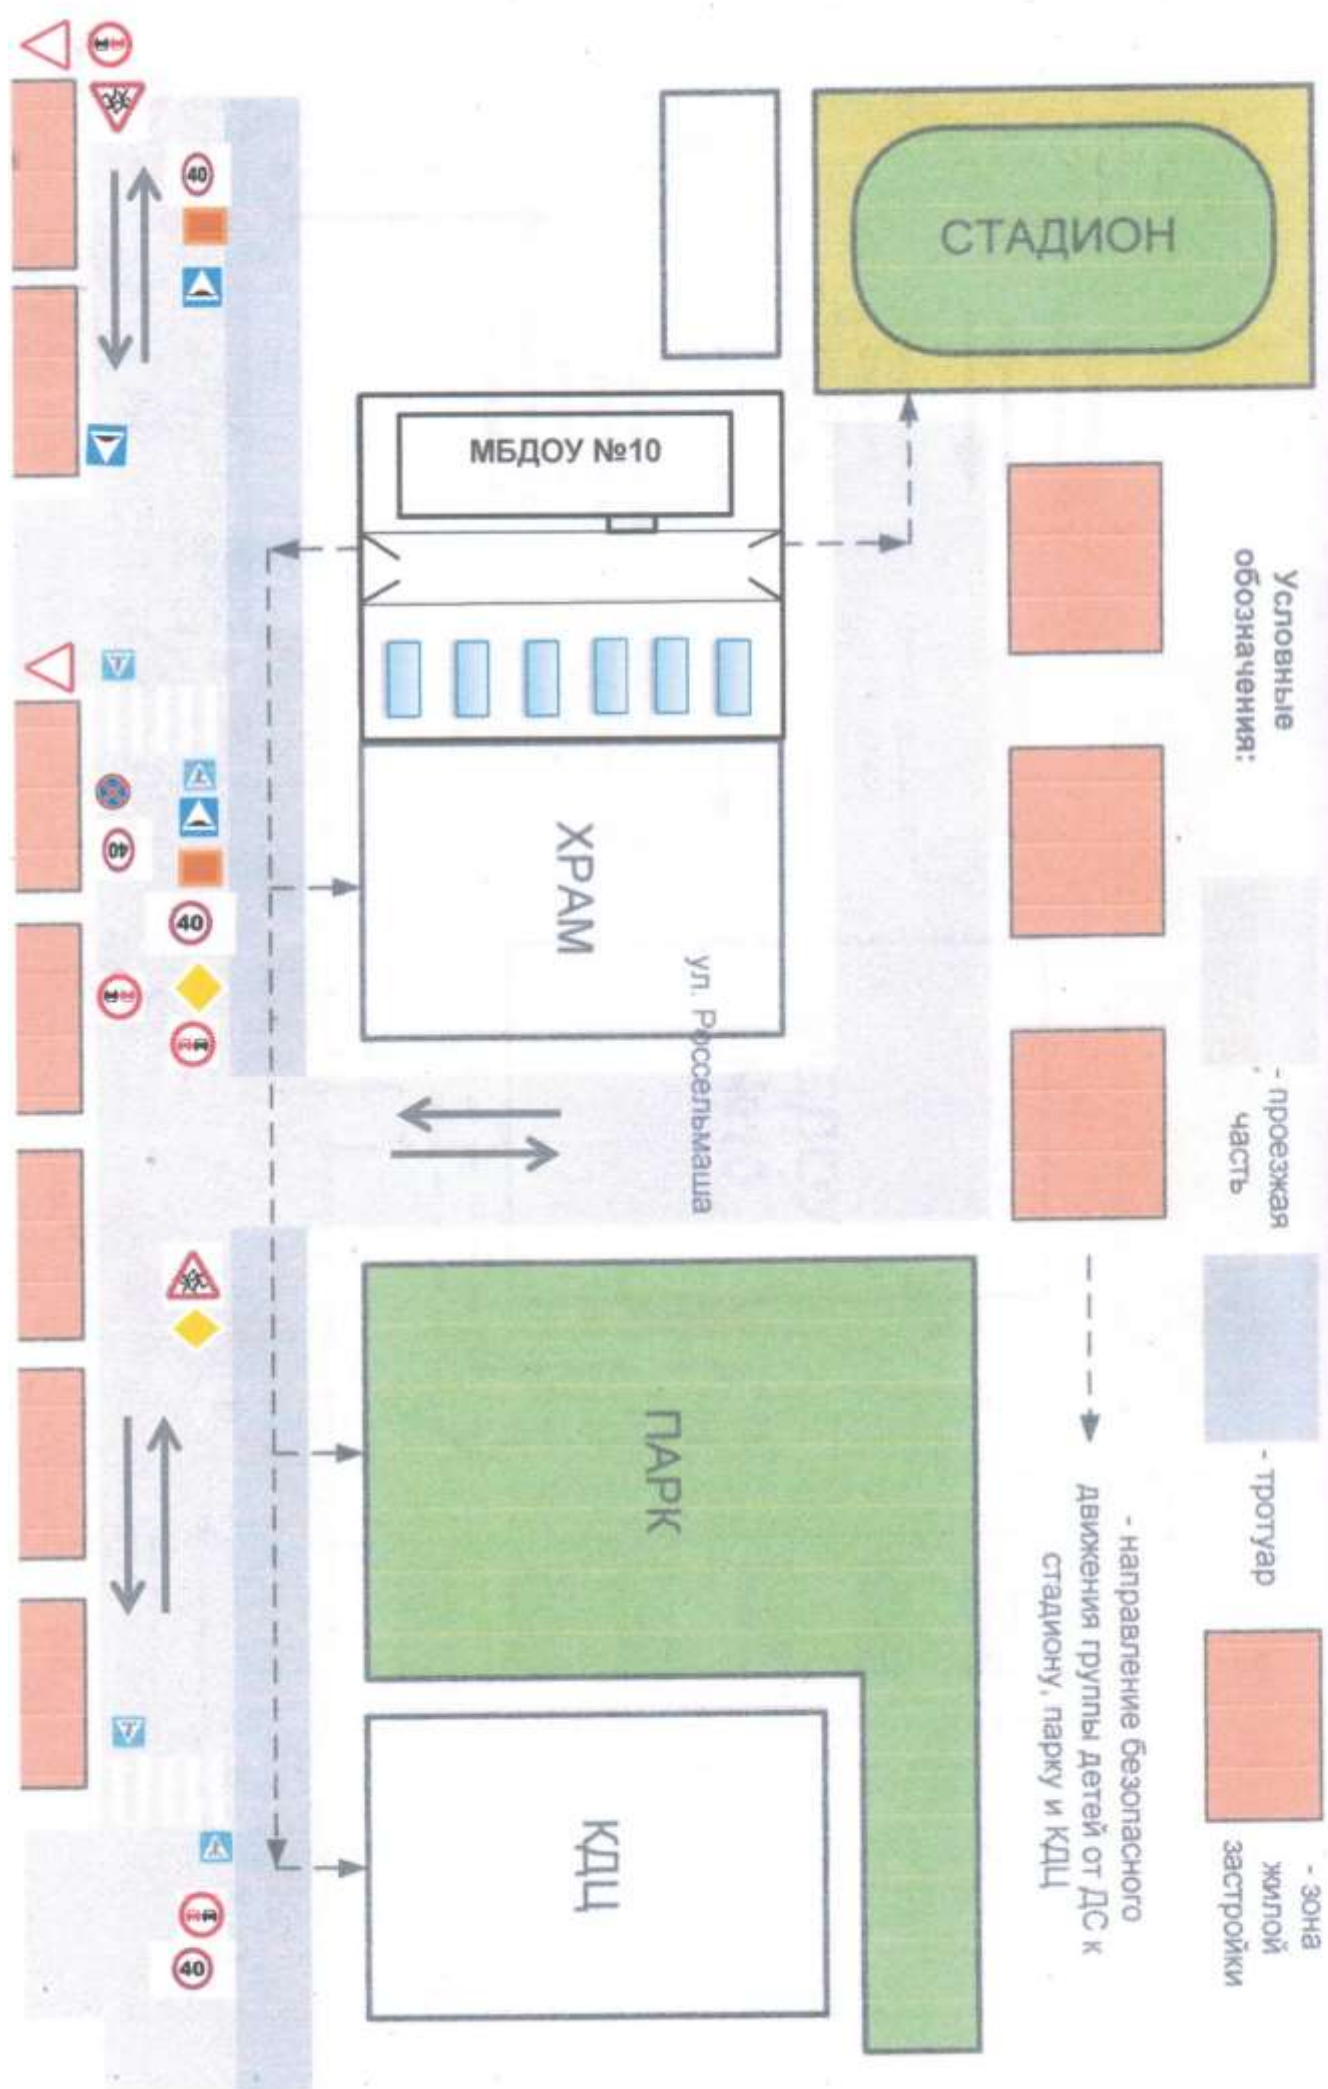 СТАДИОН
МБДОУ №10
ХРАМ
ул. Россельмаша
ПАРК
КДЦ
Условные
обозначения:
- проезжая
часть
- тротуар
- зона
жилой
застройки
- направление безопасного
движения группы детей от ДС к
стадиону, парку и КДЦ
40
40
40
40